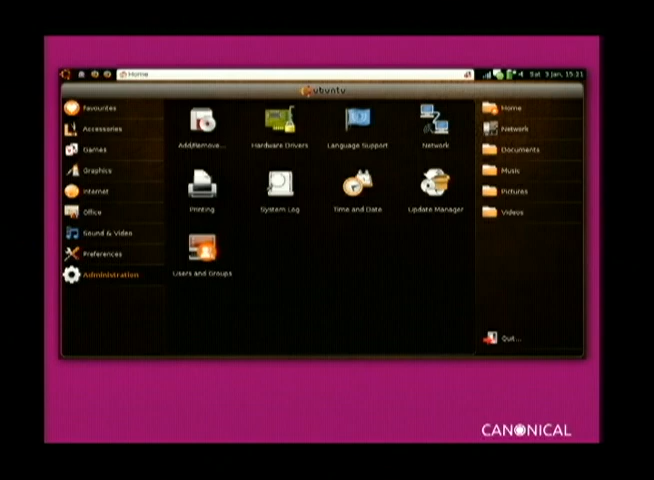 Home
Sat 3 Jan, 15:21
ubuntu
Favourites
Accessories
Games
Graphics
Internet
Office
Sound & Video
Preferences
Administration
Add/Remove...
Hardware Drivers
Language Support
Network
Printing
System Log
Time and Date
Update Manager
Users and Groups
Home
Network
Documents
Music
Pictures
Videos
Quit...
CANONICAL